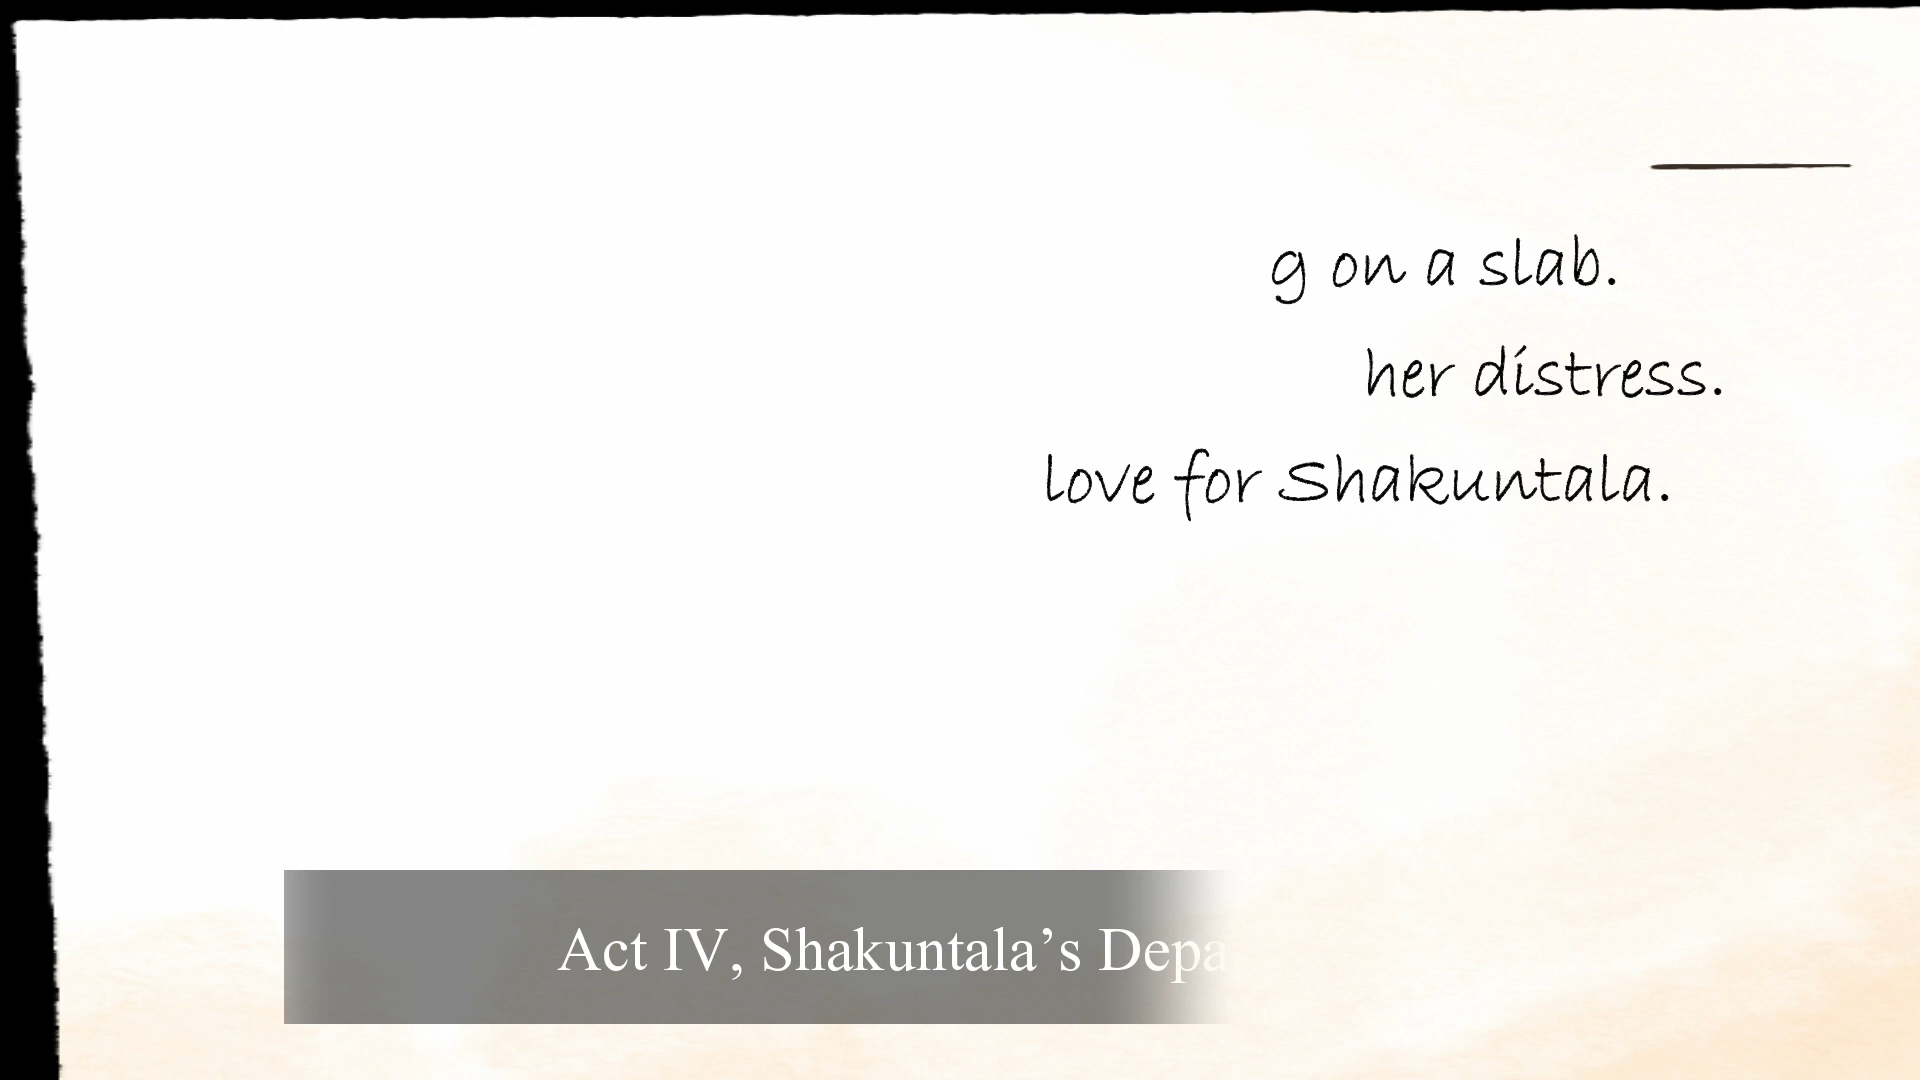 g on a slab.
her distress.
love for Shakuntala.
Act IV, Shakuntala’s Depa